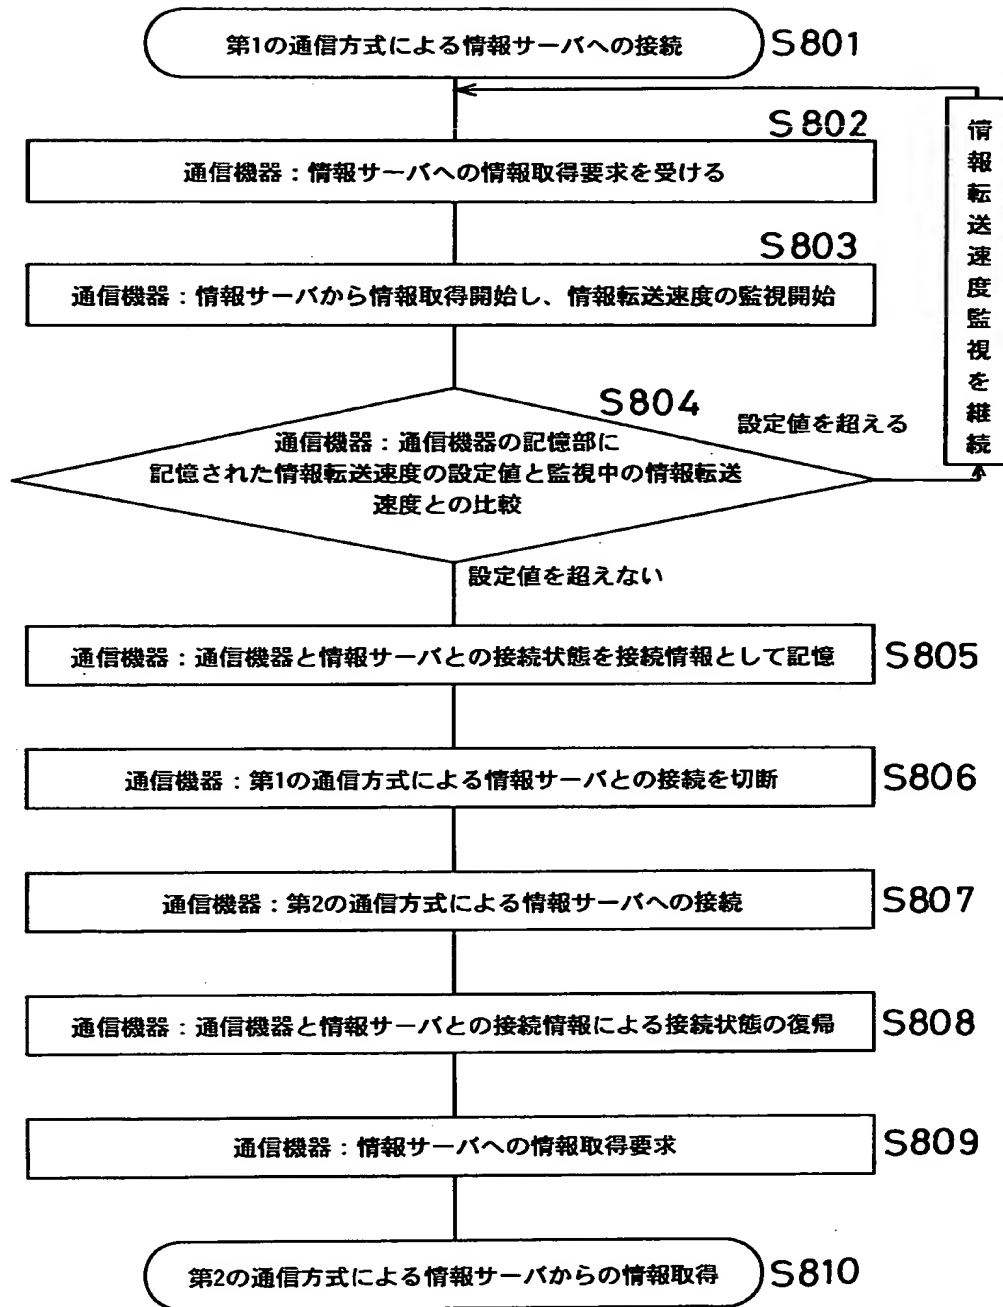 第1の通信方式による情報サーバへの接続
S801
S802
通信機器：情報サーバへの情報取得要求を受ける
S803
通信機器：情報サーバから情報取得開始し、情報転送速度の監視開始
S804
通信機器：通信機器の記憶部に
記憶された情報転送速度の設定値と監視中の情報転送
速度との比較
設定値を超える
情報転送速度監視を継続
設定値を超えない
通信機器：通信機器と情報サーバとの接続状態を接続情報として記憶
S805
通信機器：第1の通信方式による情報サーバとの接続を切断
S806
通信機器：第2の通信方式による情報サーバへの接続
S807
通信機器：通信機器と情報サーバとの接続情報による接続状態の復帰
S808
通信機器：情報サーバへの情報取得要求
S809
第2の通信方式による情報サーバからの情報取得
S810